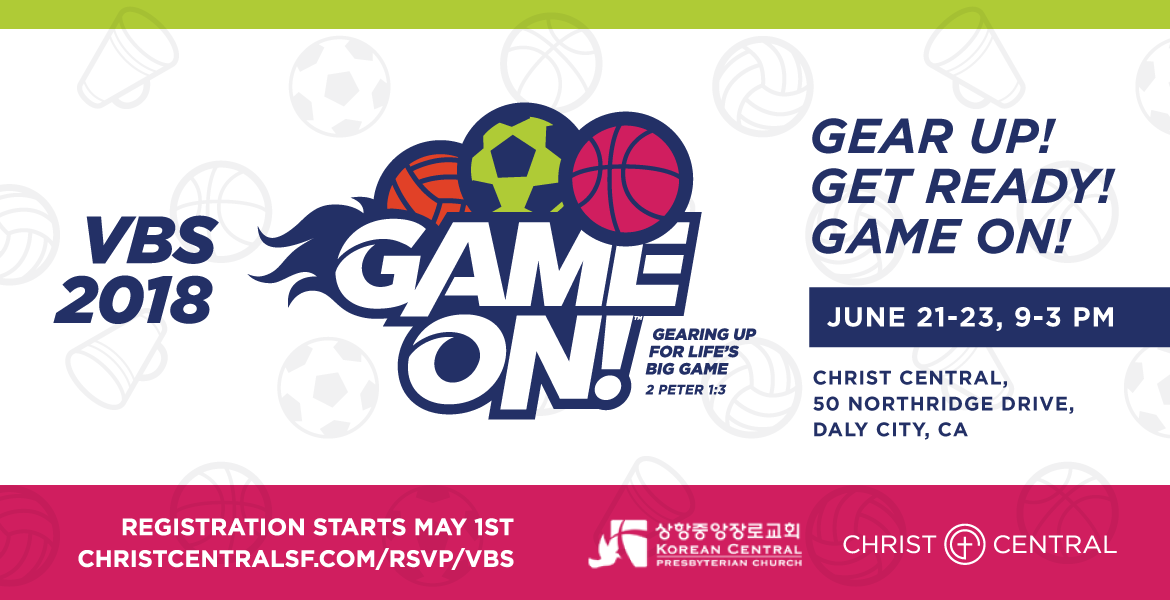 VBS
2018
GAME
ON!
™
GEARING UP
FOR LIFE'S
BIG GAME
2 PETER 1:3
GEAR UP!
GET READY!
GAME ON!
JUNE 21-23, 9-3 PM
CHRIST CENTRAL,
50 NORTHRIDGE DRIVE,
DALY CITY, CA
REGISTRATION STARTS MAY 1ST
CHRISTCENTRALSF.COM/RSVP/VBS
상항중앙장로교회
KOREAN CENTRAL
PRESBYTERIAN CHURCH
CHRIST CENTRAL